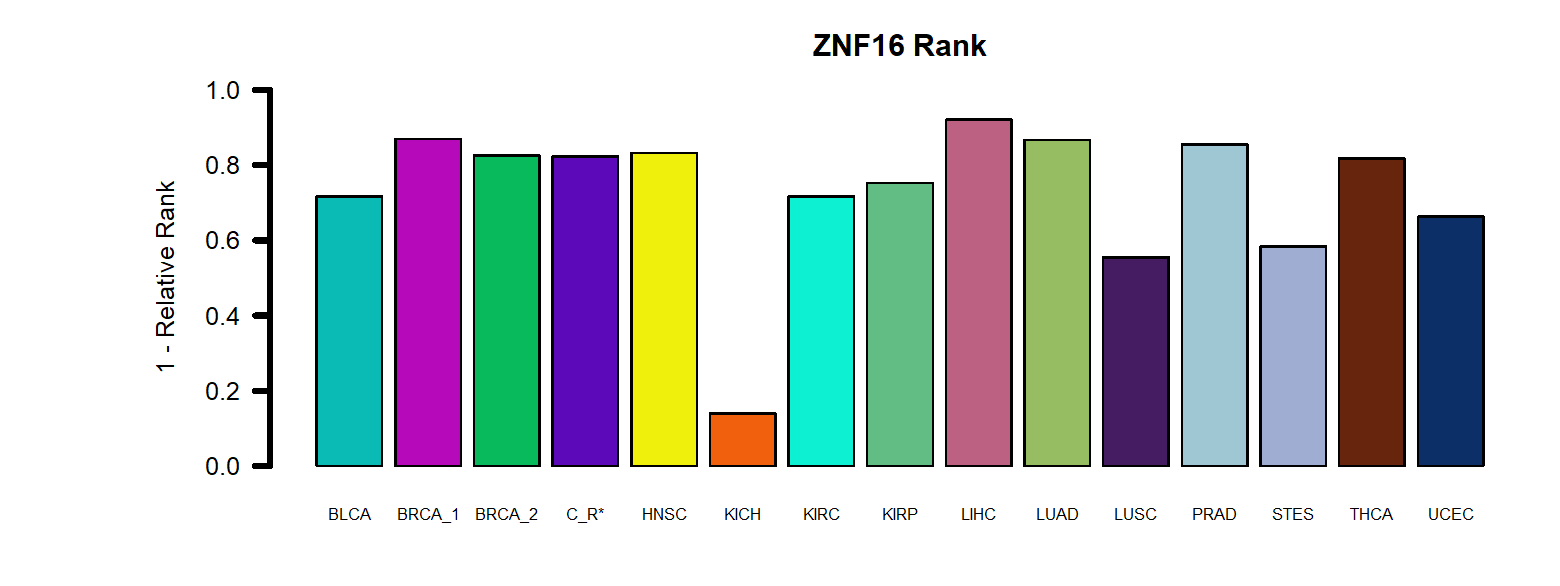 ZNF16 Rank
1 - Relative Rank
1.0
0.8
0.6
0.4
0.2
0.0
BLCA BRCA_1 BRCA_2 C_R* HNSC KICH KIRC KIRP LIHC LUAD LUSC PRAD STES THCA UCEC